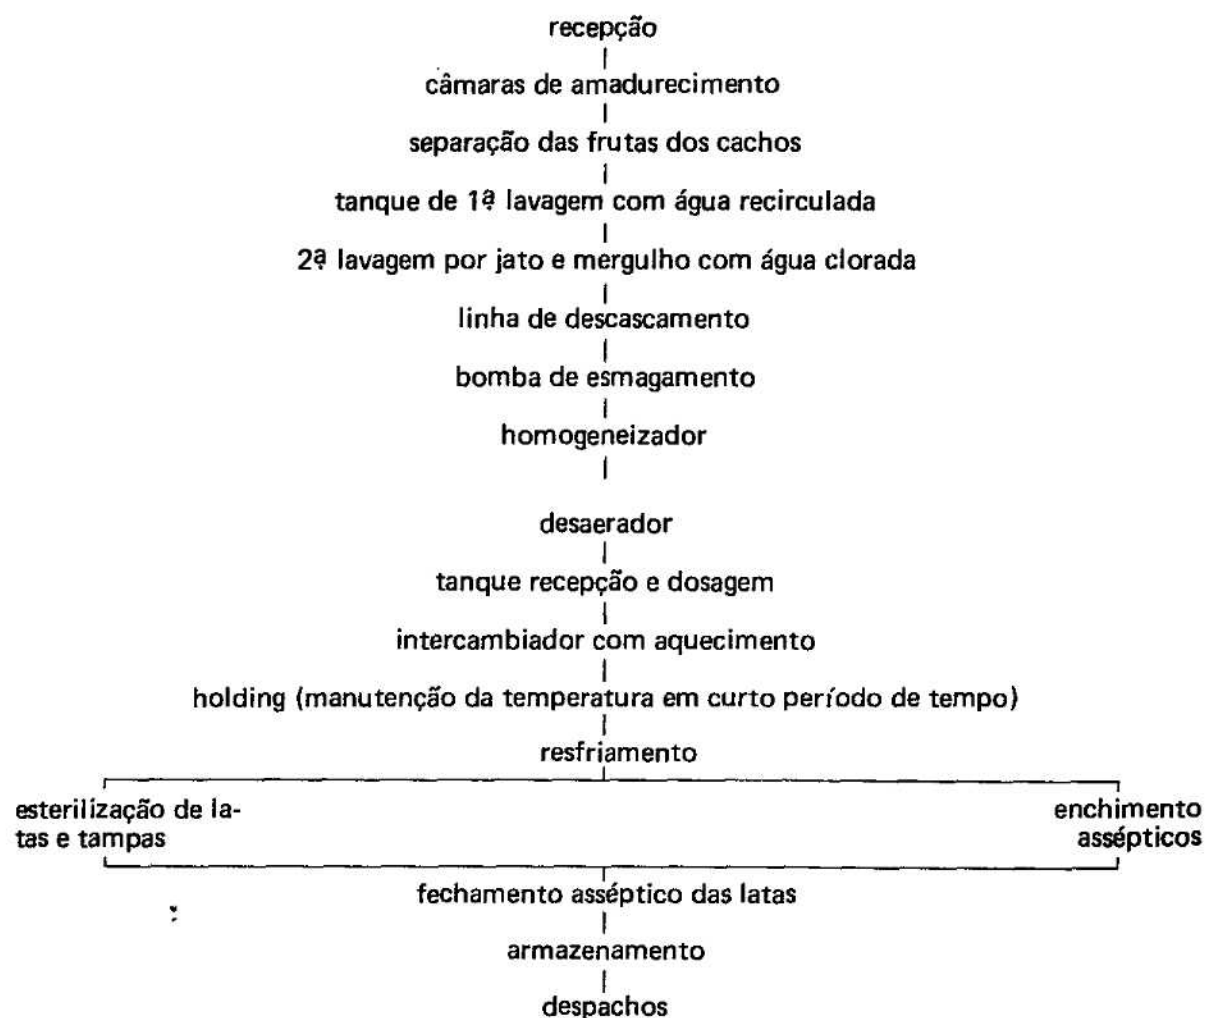 recepção
câmaras de amadurecimento
separação das frutas dos cachos
tanque de 1ª lavagem com água recirculada
2ª lavagem por jato e mergulho com água clorada
linha de descascamento
bomba de esmagamento
homogeneizador
desaerador
tanque recepção e dosagem
intercambiador com aquecimento
holding (manutenção da temperatura em curto período de tempo)
resfriamento
esterilização de la-
tas e tampas
enchimento
assépticos
fechamento asséptico das latas
armazenamento
despachos